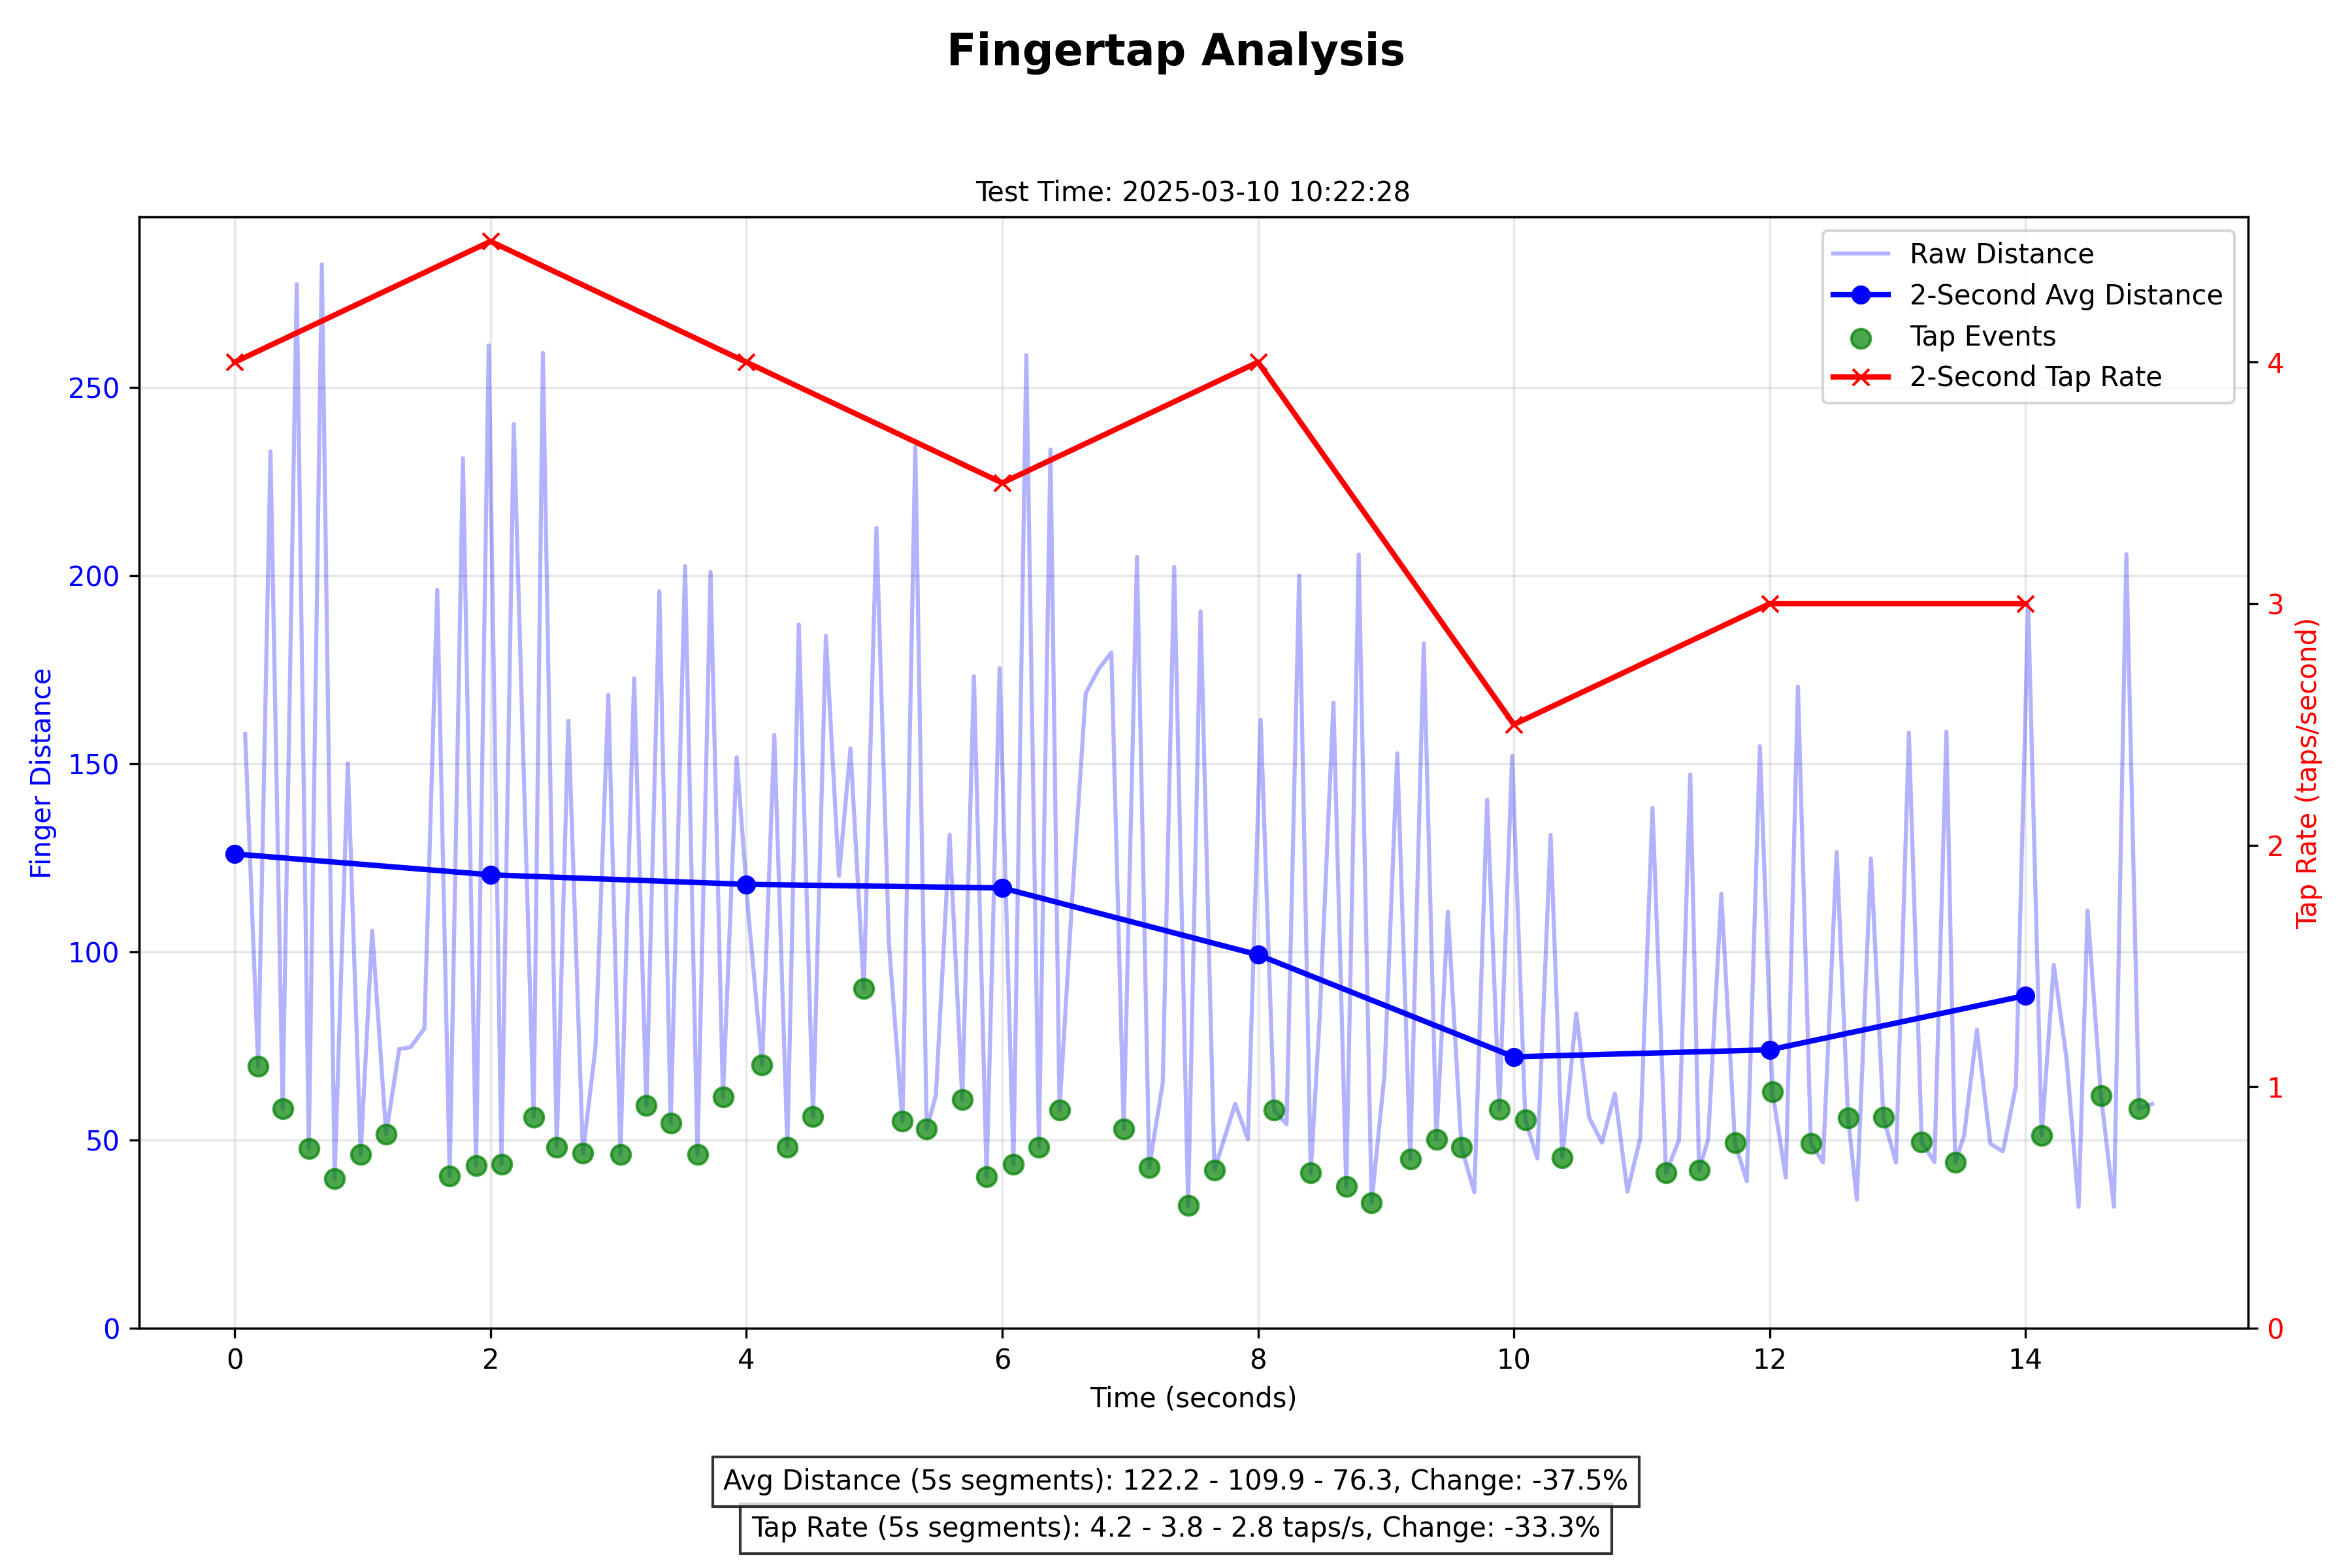 Fingertap Analysis
Test Time: 2025-03-10 10:22:28
Raw Distance
2-Second Avg Distance
Tap Events
2-Second Tap Rate
Finger Distance
250
200
150
100
50
0
4
3
2
1
0
Tap Rate (taps/second)
0 2 4 6 8 10 12 14
Time (seconds)
Avg Distance (5s segments): 122.2 - 109.9 - 76.3, Change: -37.5%
Tap Rate (5s segments): 4.2 - 3.8 - 2.8 taps/s, Change: -33.3%